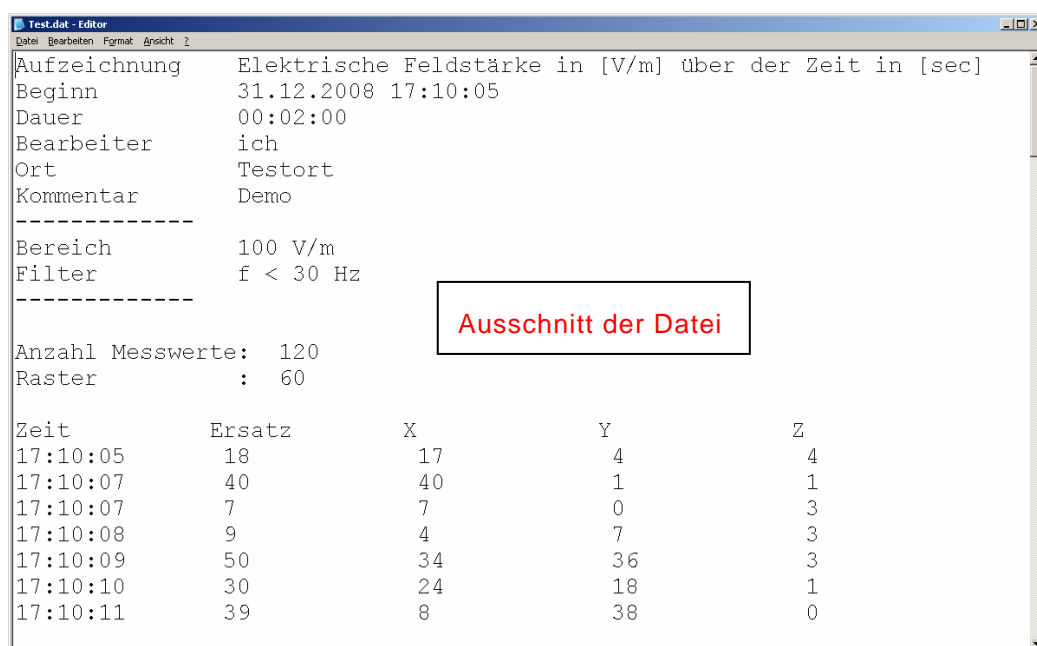 Test.dat - Editor
Datei Bearbeiten Format Ansicht ?
Aufzeichnung Elektrische Feldstärke in [V/m] über der Zeit in [sec]
Beginn 31.12.2008 17:10:05
Dauer 00:02:00
Bearbeiter ich
Ort Testort
Kommentar Demo
-------------
Bereich 100 V/m
Filter f < 30 Hz
-------------
Ausschnitt der Datei
Anzahl Messwerte: 120
Raster : 60
Zeit Ersatz X Y Z
17:10:05 18 17 4 4
17:10:07 40 40 1 1
17:10:07 7 7 0 3
17:10:08 9 4 7 3
17:10:09 50 34 36 3
17:10:10 30 24 18 1
17:10:11 39 8 38 0